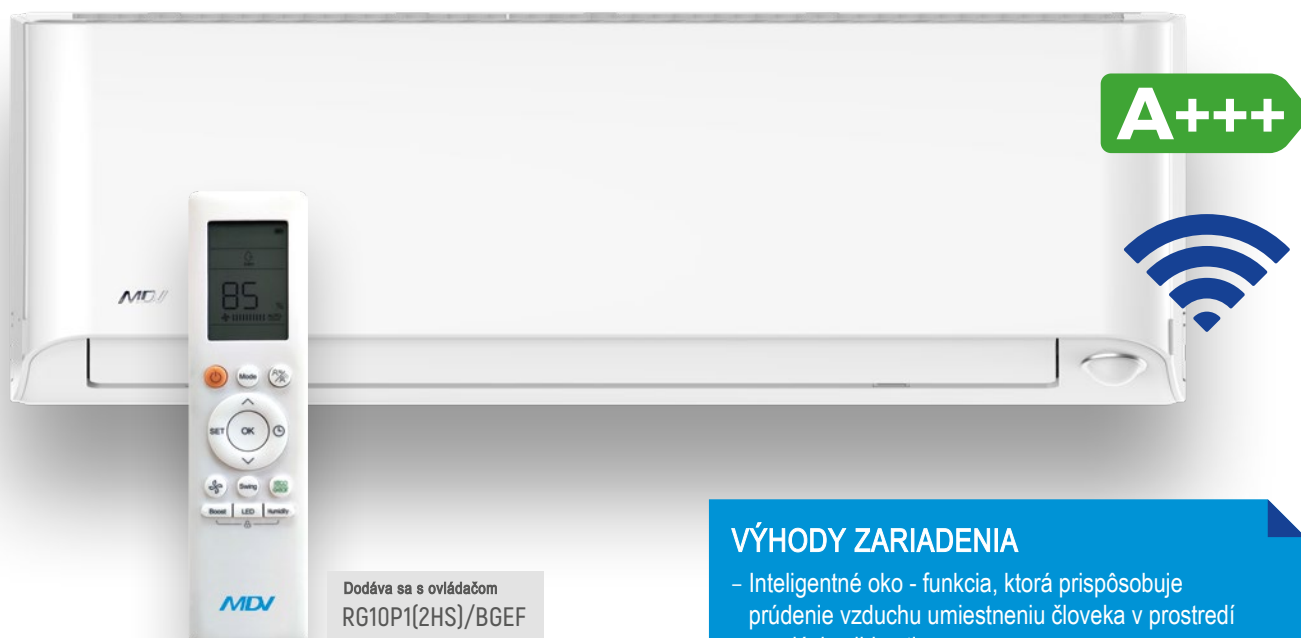 A+++
MDV
85 %
Mode
SET
OK
Swing
Boost LED Humidity
MDV
Dodáva sa s ovládačom
RG10P1(2HS)/BGEF
VÝHODY ZARIADENIA
– Inteligentné oko - funkcia, ktorá prispôsobuje
prúdenie vzduchu umiestneniu človeka v prostredí